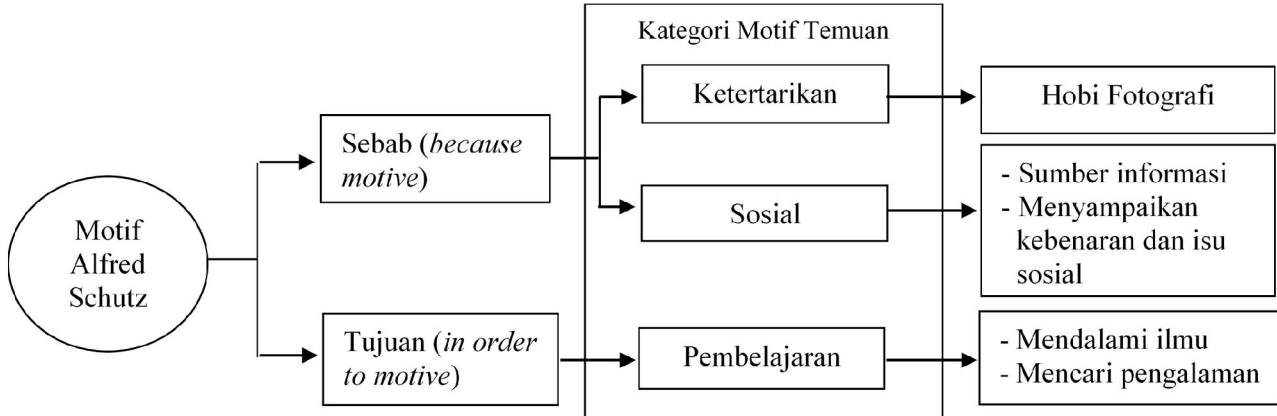 Kategori Motif Temuan
Motif
Alfred
Schutz
Sebab (because
motive)
Ketertarikan
Hobi Fotografi
Sosial
- Sumber informasi
- Menyampaikan
kebenaran dan isu
sosial
Tujuan (in order
to motive)
Pembelajaran
- Mendalami ilmu
- Mencari pengalaman